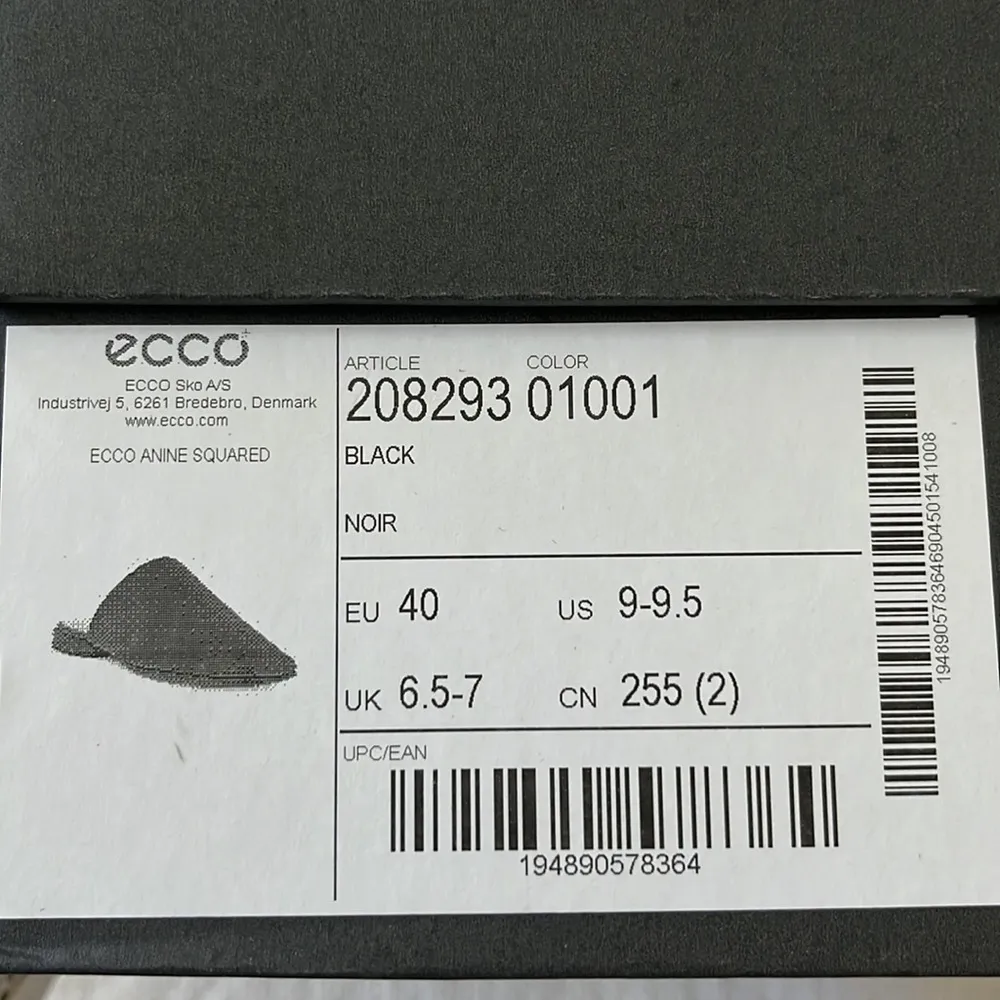 ecco
ECCO Sko A/S
Industrivej 5, 6261 Bredebro, Denmark
www.ecco.com
ECCO ANINE SQUARED
ARTICLE COLOR
208293 01001
BLACK
NOIR
EU 40 US 9-9.5
UK 6.5-7 CN 255 (2)
UPC/EAN
194890578364
1948905783646904501541008